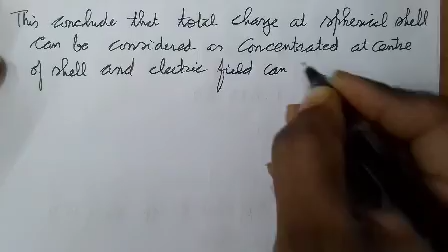 This conclude that total charge at spherical shell
can be considered as concentrated at centre
of shell and electric field can